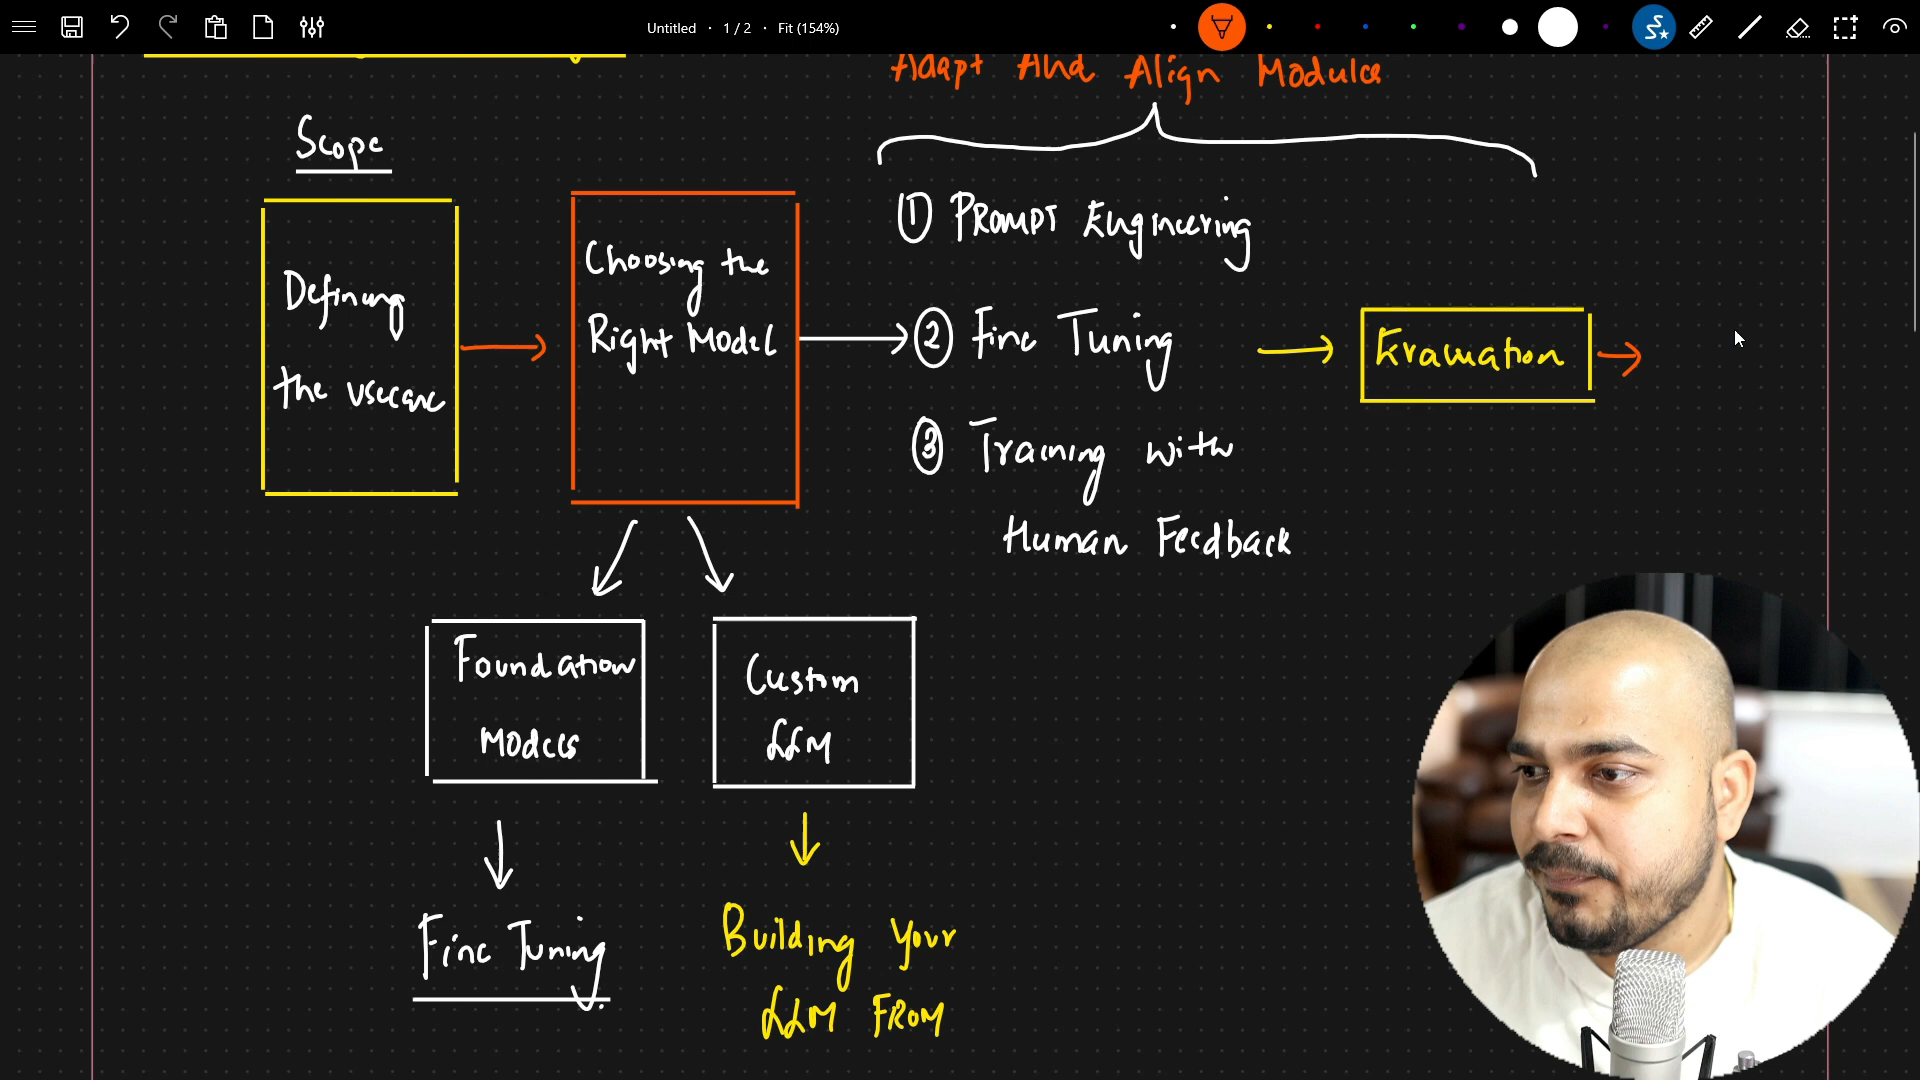 Untitled · 1 / 2 · Fit (154%)
Adapt And Align Models
Scope
Defining
the usecase
Choosing the
Right Model
① PROMPT Engineering
② Fine Tuning
③ Training with
Human Feedback
Evaluation
Foundation
Models
Custom
LLM
Fine Tuning
Building Your
LLM FROM